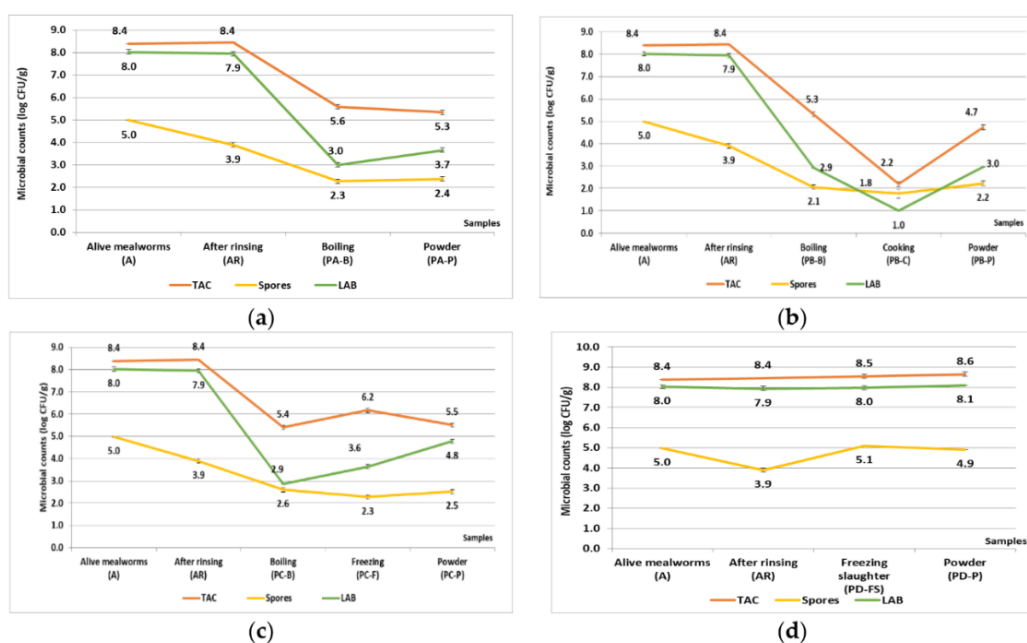 Microbial counts (log CFU/g)
9.0
8.0
7.0
6.0
5.0
4.0
3.0
2.0
1.0
0.0
8.4 8.4
8.0 7.9
5.6 5.3
5.0 3.9 3.0 3.7
2.3 2.4
Samples
Alive mealworms After rinsing Boiling Powder
(A) (AR) (PA-B) (PA-P)
TAC Spores LAB
(a)
Microbial counts (log CFU/g)
9.0
8.0
7.0
6.0
5.0
4.0
3.0
2.0
1.0
0.0
8.4 8.4
8.0 7.9
5.3 4.7
5.0 3.9 2.9 2.2 3.0
2.1 1.8 2.2
1.0
Samples
Alive mealworms After rinsing Boiling Cooking Powder
(A) (AR) (PB-B) (PB-C) (PB-P)
TAC Spores LAB
(b)
Microbial counts (log CFU/g)
9.0
8.0
7.0
6.0
5.0
4.0
3.0
2.0
1.0
0.0
8.4 8.4
8.0 7.9
5.4 6.2 5.5
5.0 3.9 2.9 3.6 4.8
2.6 2.3 2.5
Samples
Alive mealworms After rinsing Boiling Freezing Powder
(A) (AR) (PC-B) (PC-F) (PC-P)
TAC Spores LAB
(c)
Microbial counts (log CFU/g)
10.0
9.0
8.0
7.0
6.0
5.0
4.0
3.0
2.0
1.0
0.0
8.4 8.4 8.5 8.6
8.0 7.9 8.0 8.1
5.0 3.9 5.1 4.9
Samples
Alive mealworms After rinsing Freezing Powder
(A) (AR) slaughter (PD-P)
(PD-FS)
TAC Spores LAB
(d)